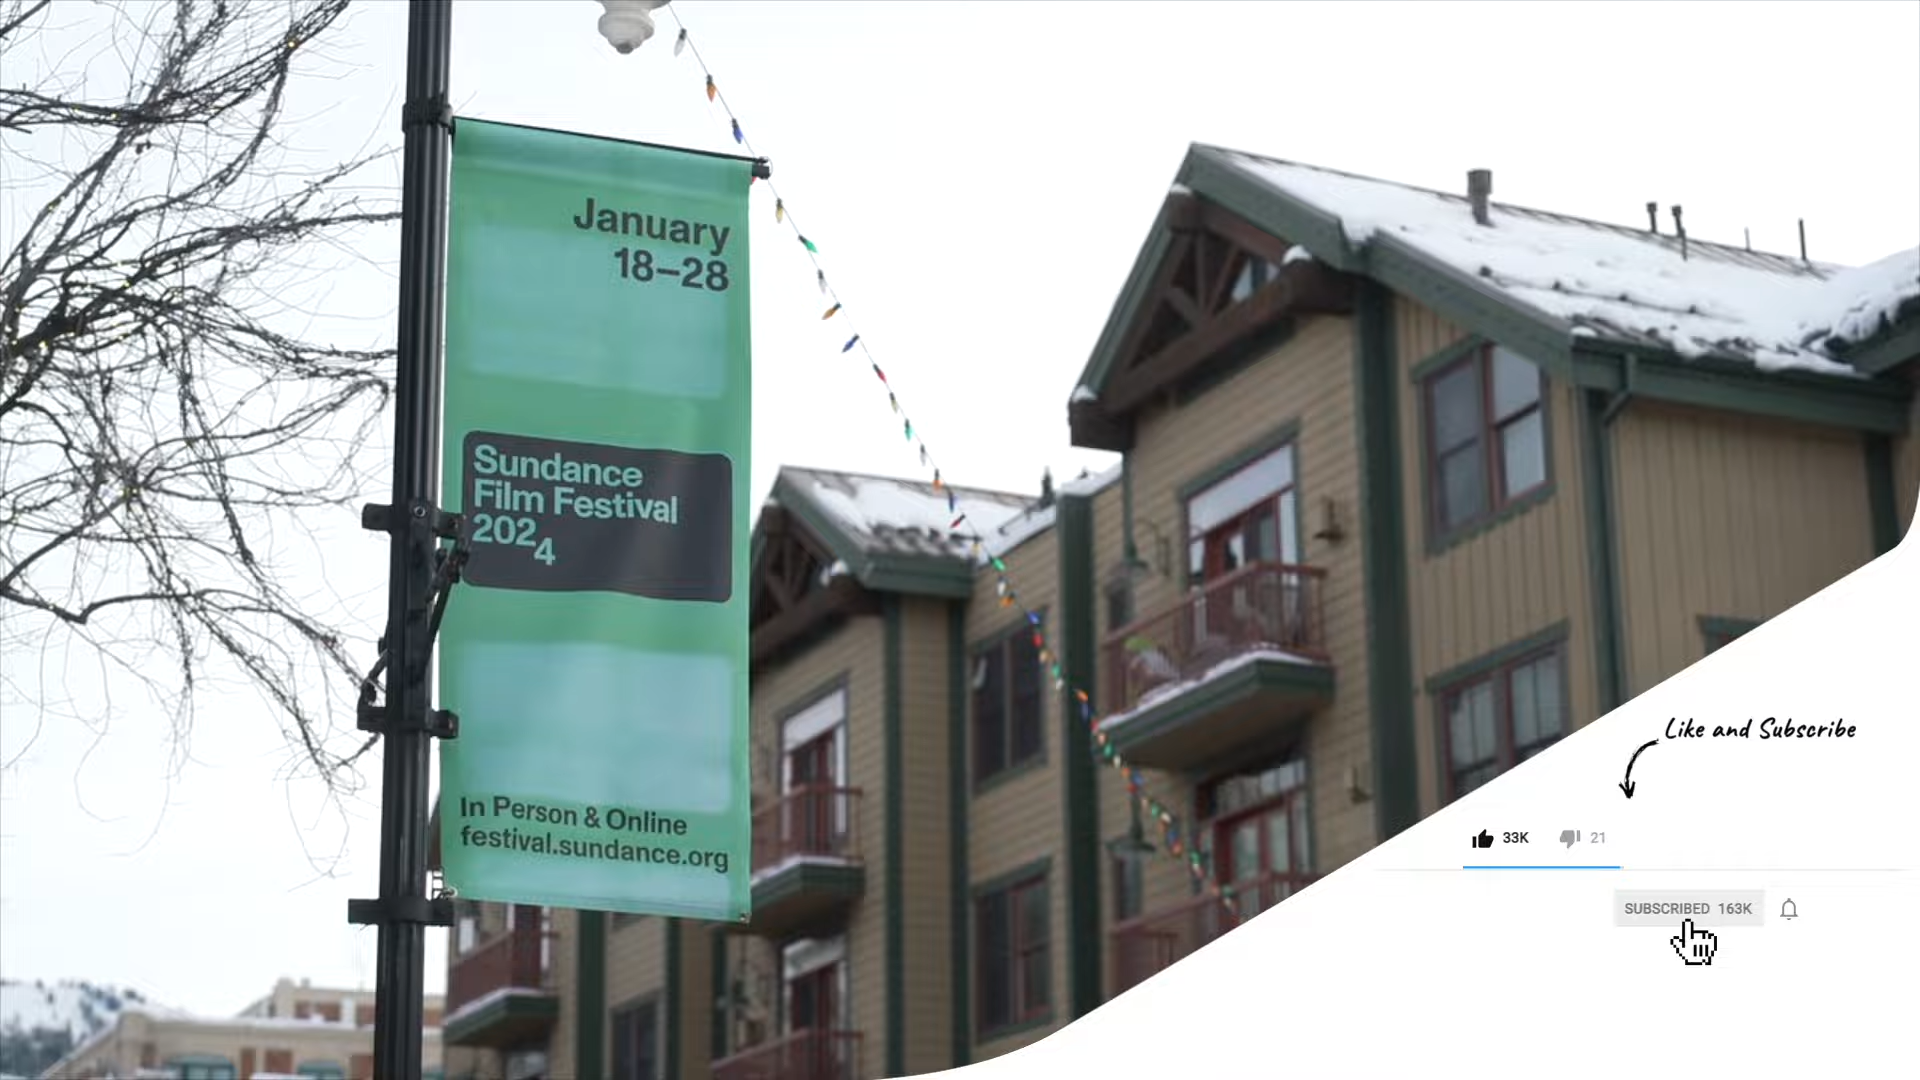 January
18–28
Sundance
Film Festival
2024
In Person & Online
festival.sundance.org
Like and Subscribe
33K 21
SUBSCRIBED 163K